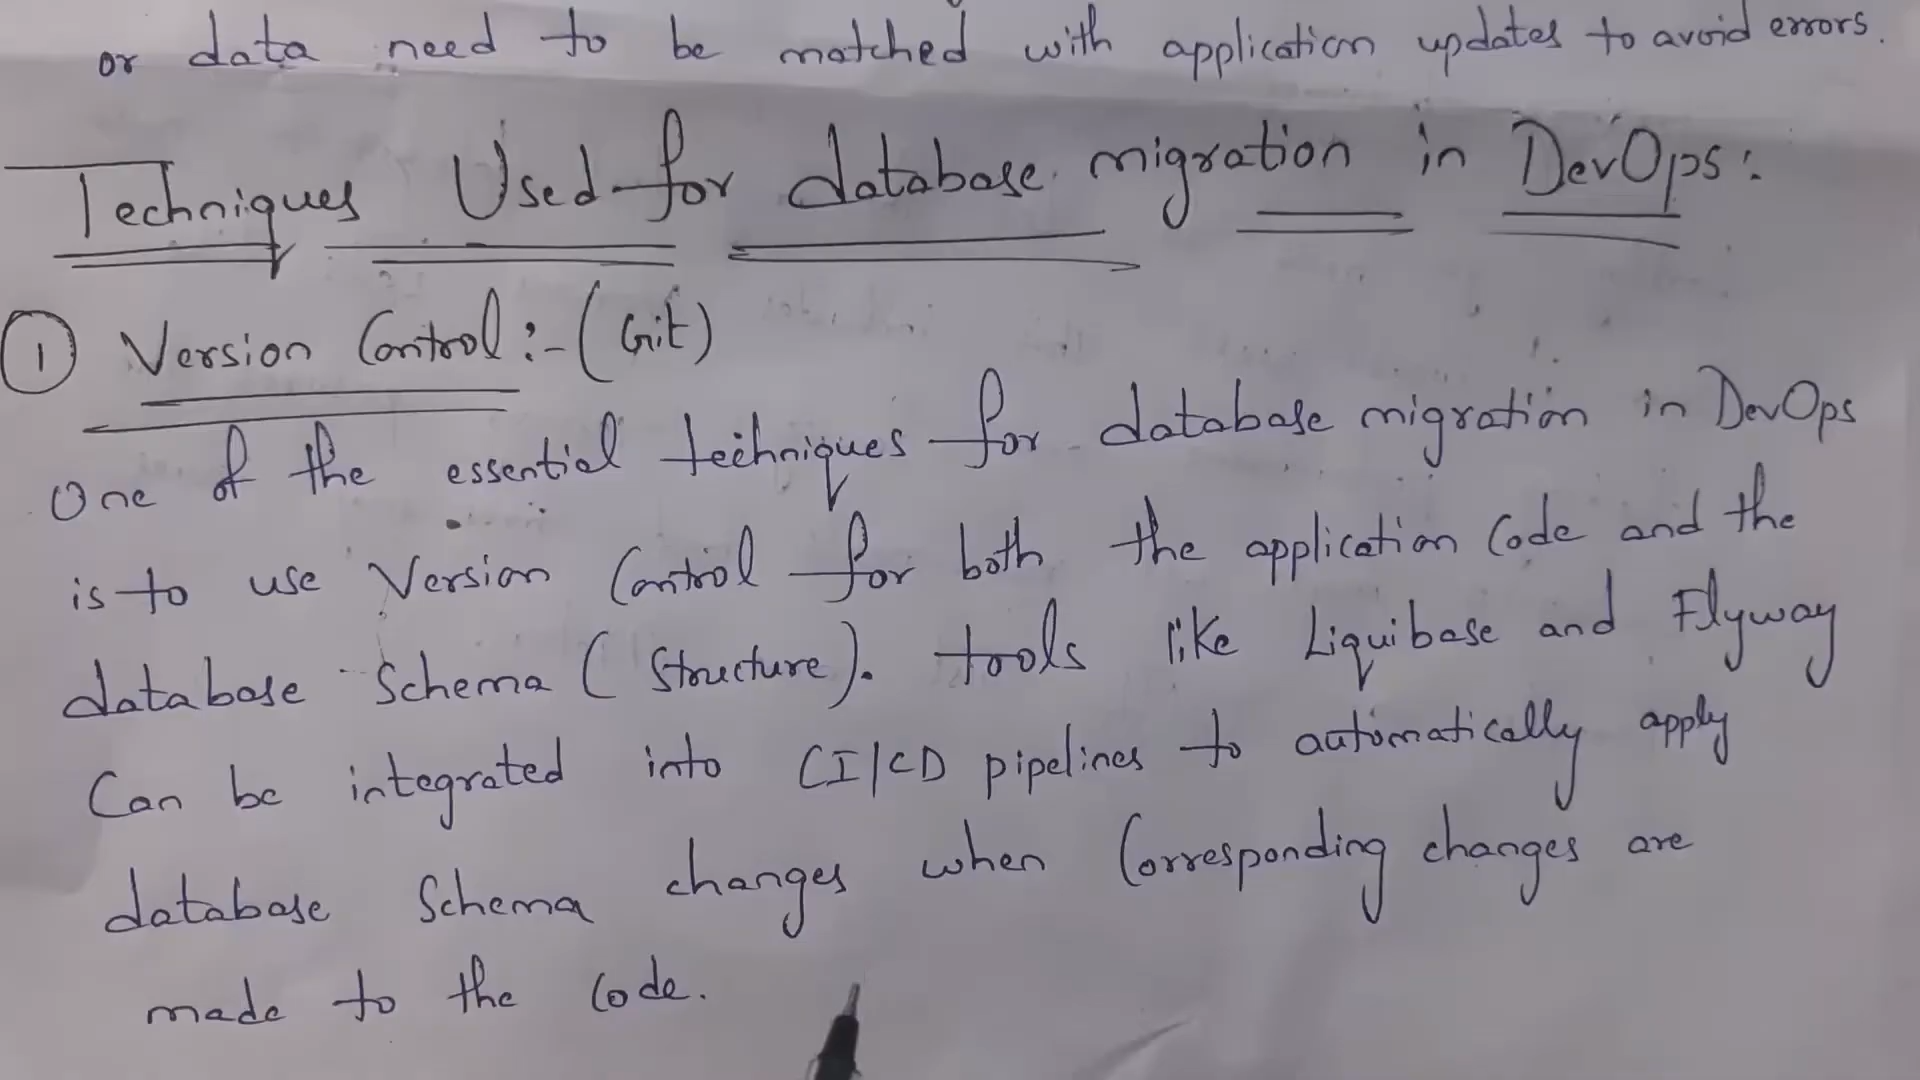 or data need to be matched with application updates to avoid errors.
Techniques Used for database migration in DevOps:
① Version Control :- (Git)
One of the essential techniques for database migration in DevOps
is to use Version Control for both the application Code and the
database Schema (Structure). tools like Liquibase and Flyway
Can be integrated into CI/CD pipelines to automatically apply
database Schema changes when Corresponding changes are
made to the Code.